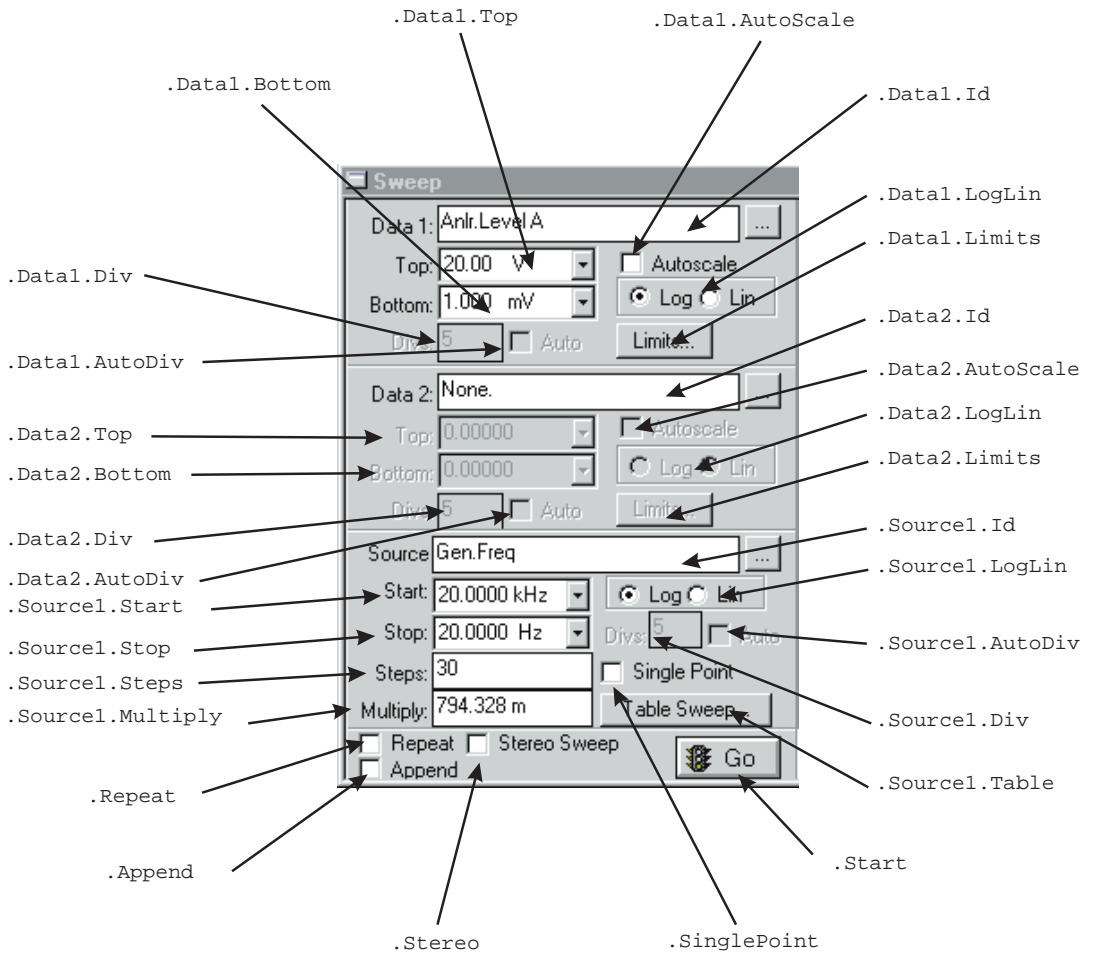 .Data1.Top
.Data1.AutoScale
.Data1.Bottom
.Data1.Id
Sweep
.Data1.LogLin
Data 1: Anlr.Level A ...
.Data1.Limits
.Data1.Div
Top: 20.00 V Autoscale
Bottom: 1.000 mV Log Lin
.Data2.Id
Divs: 5 Auto Limits...
.Data1.AutoDiv
.Data2.AutoScale
Data 2: None. ...
.Data2.LogLin
.Data2.Top
Top: 0.00000 Autoscale
.Data2.Limits
.Data2.Bottom
Bottom: 0.00000 Log Lin
Divs: 5 Auto Limits...
.Source1.Id
.Data2.Div
Source Gen.Freq ...
.Source1.LogLin
.Data2.AutoDiv
Start: 20.0000 kHz Log Lin
.Source1.Start
Stop: 20.0000 Hz Divs: 5 Auto
.Source1.AutoDiv
.Source1.Stop
Steps: 30 Single Point
.Source1.Steps
Multiply: 794.328 m Table Sweep...
.Source1.Multiply
.Source1.Div
Repeat Stereo Sweep Go
Append
.Source1.Table
.Repeat
.Start
.Append
.Stereo
.SinglePoint